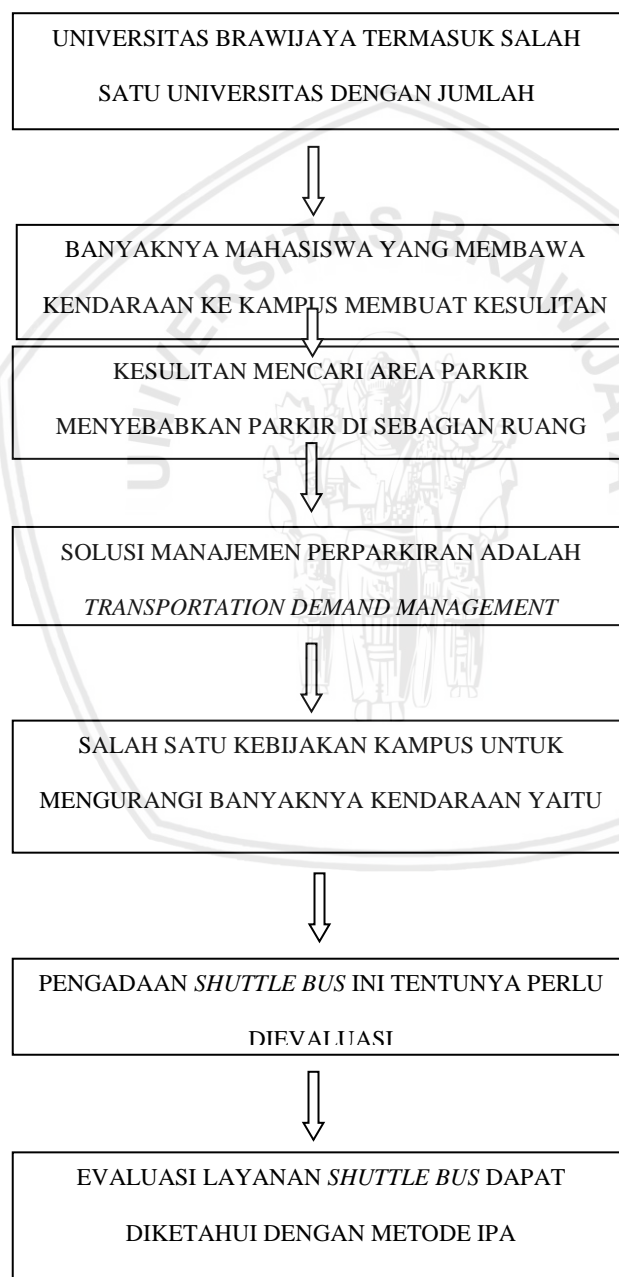 UNIVERSITAS BRAWIJAYA TERMASUK SALAH
SATU UNIVERSITAS DENGAN JUMLAH
BANYAKNYA MAHASISWA YANG MEMBAWA
KENDARAAN KE KAMPUS MEMBUAT KESULITAN
KESULITAN MENCARI AREA PARKIR
MENYEBABKAN PARKIR DI SEBAGIAN RUANG
SOLUSI MANAJEMEN PERPARKIRAN ADALAH
TRANSPORTATION DEMAND MANAGEMENT
SALAH SATU KEBIJAKAN KAMPUS UNTUK
MENGURANGI BANYAKNYA KENDARAAN YAITU
PENGADAAN SHUTTLE BUS INI TENTUNYA PERLU
DIEVALUASI
EVALUASI LAYANAN SHUTTLE BUS DAPAT
DIKETAHUI DENGAN METODE IPA
UNIVERSITAS BRAWIJAYA